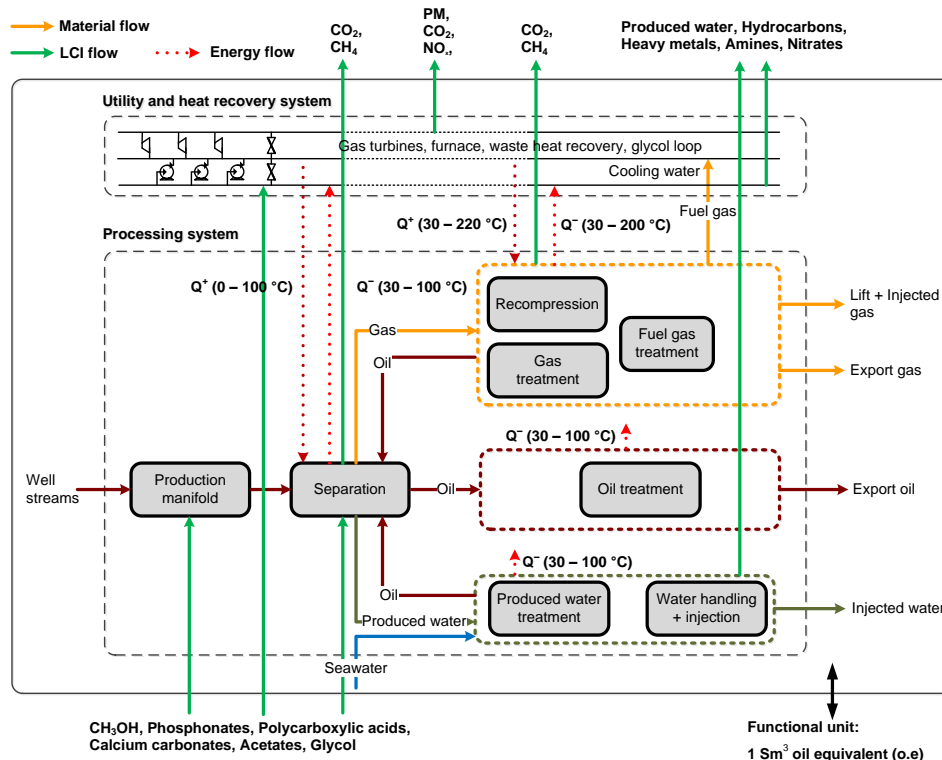 Material flow
LCI flow
Energy flow
CO₂,
CH₄
PM,
CO₂,
NOₓ,
CO₂,
CH₄
Produced water, Hydrocarbons,
Heavy metals, Amines, Nitrates
Utility and heat recovery system
Gas turbines, furnace, waste heat recovery, glycol loop
Cooling water
Fuel gas
Q⁺ (30 – 220 °C)
Q⁻ (30 – 200 °C)
Processing system
Q⁺ (0 – 100 °C)
Q⁻ (30 – 100 °C)
Recompression
Fuel gas
treatment
Gas
treatment
Gas
Oil
Lift + Injected
gas
Export gas
Q⁻ (30 – 100 °C)
Well
streams
Production
manifold
Separation
Oil
Oil treatment
Export oil
Q⁻ (30 – 100 °C)
Oil
Produced water
treatment
Water handling
+ injection
Injected water
Produced water
Seawater
CH₃OH, Phosphonates, Polycarboxylic acids,
Calcium carbonates, Acetates, Glycol
Functional unit:
1 Sm³ oil equivalent (o.e)